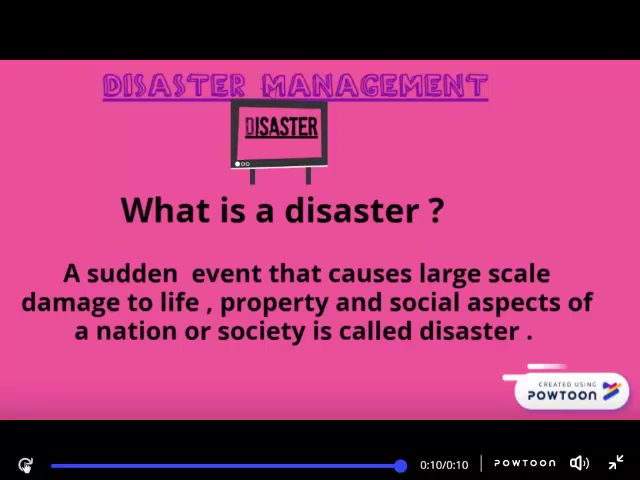 DISASTER MANAGEMENT
DISASTER
What is a disaster ?
A sudden event that causes large scale
damage to life , property and social aspects of
a nation or society is called disaster .
CREATED USING
POWTOON
0:10/0:10
POWTOON